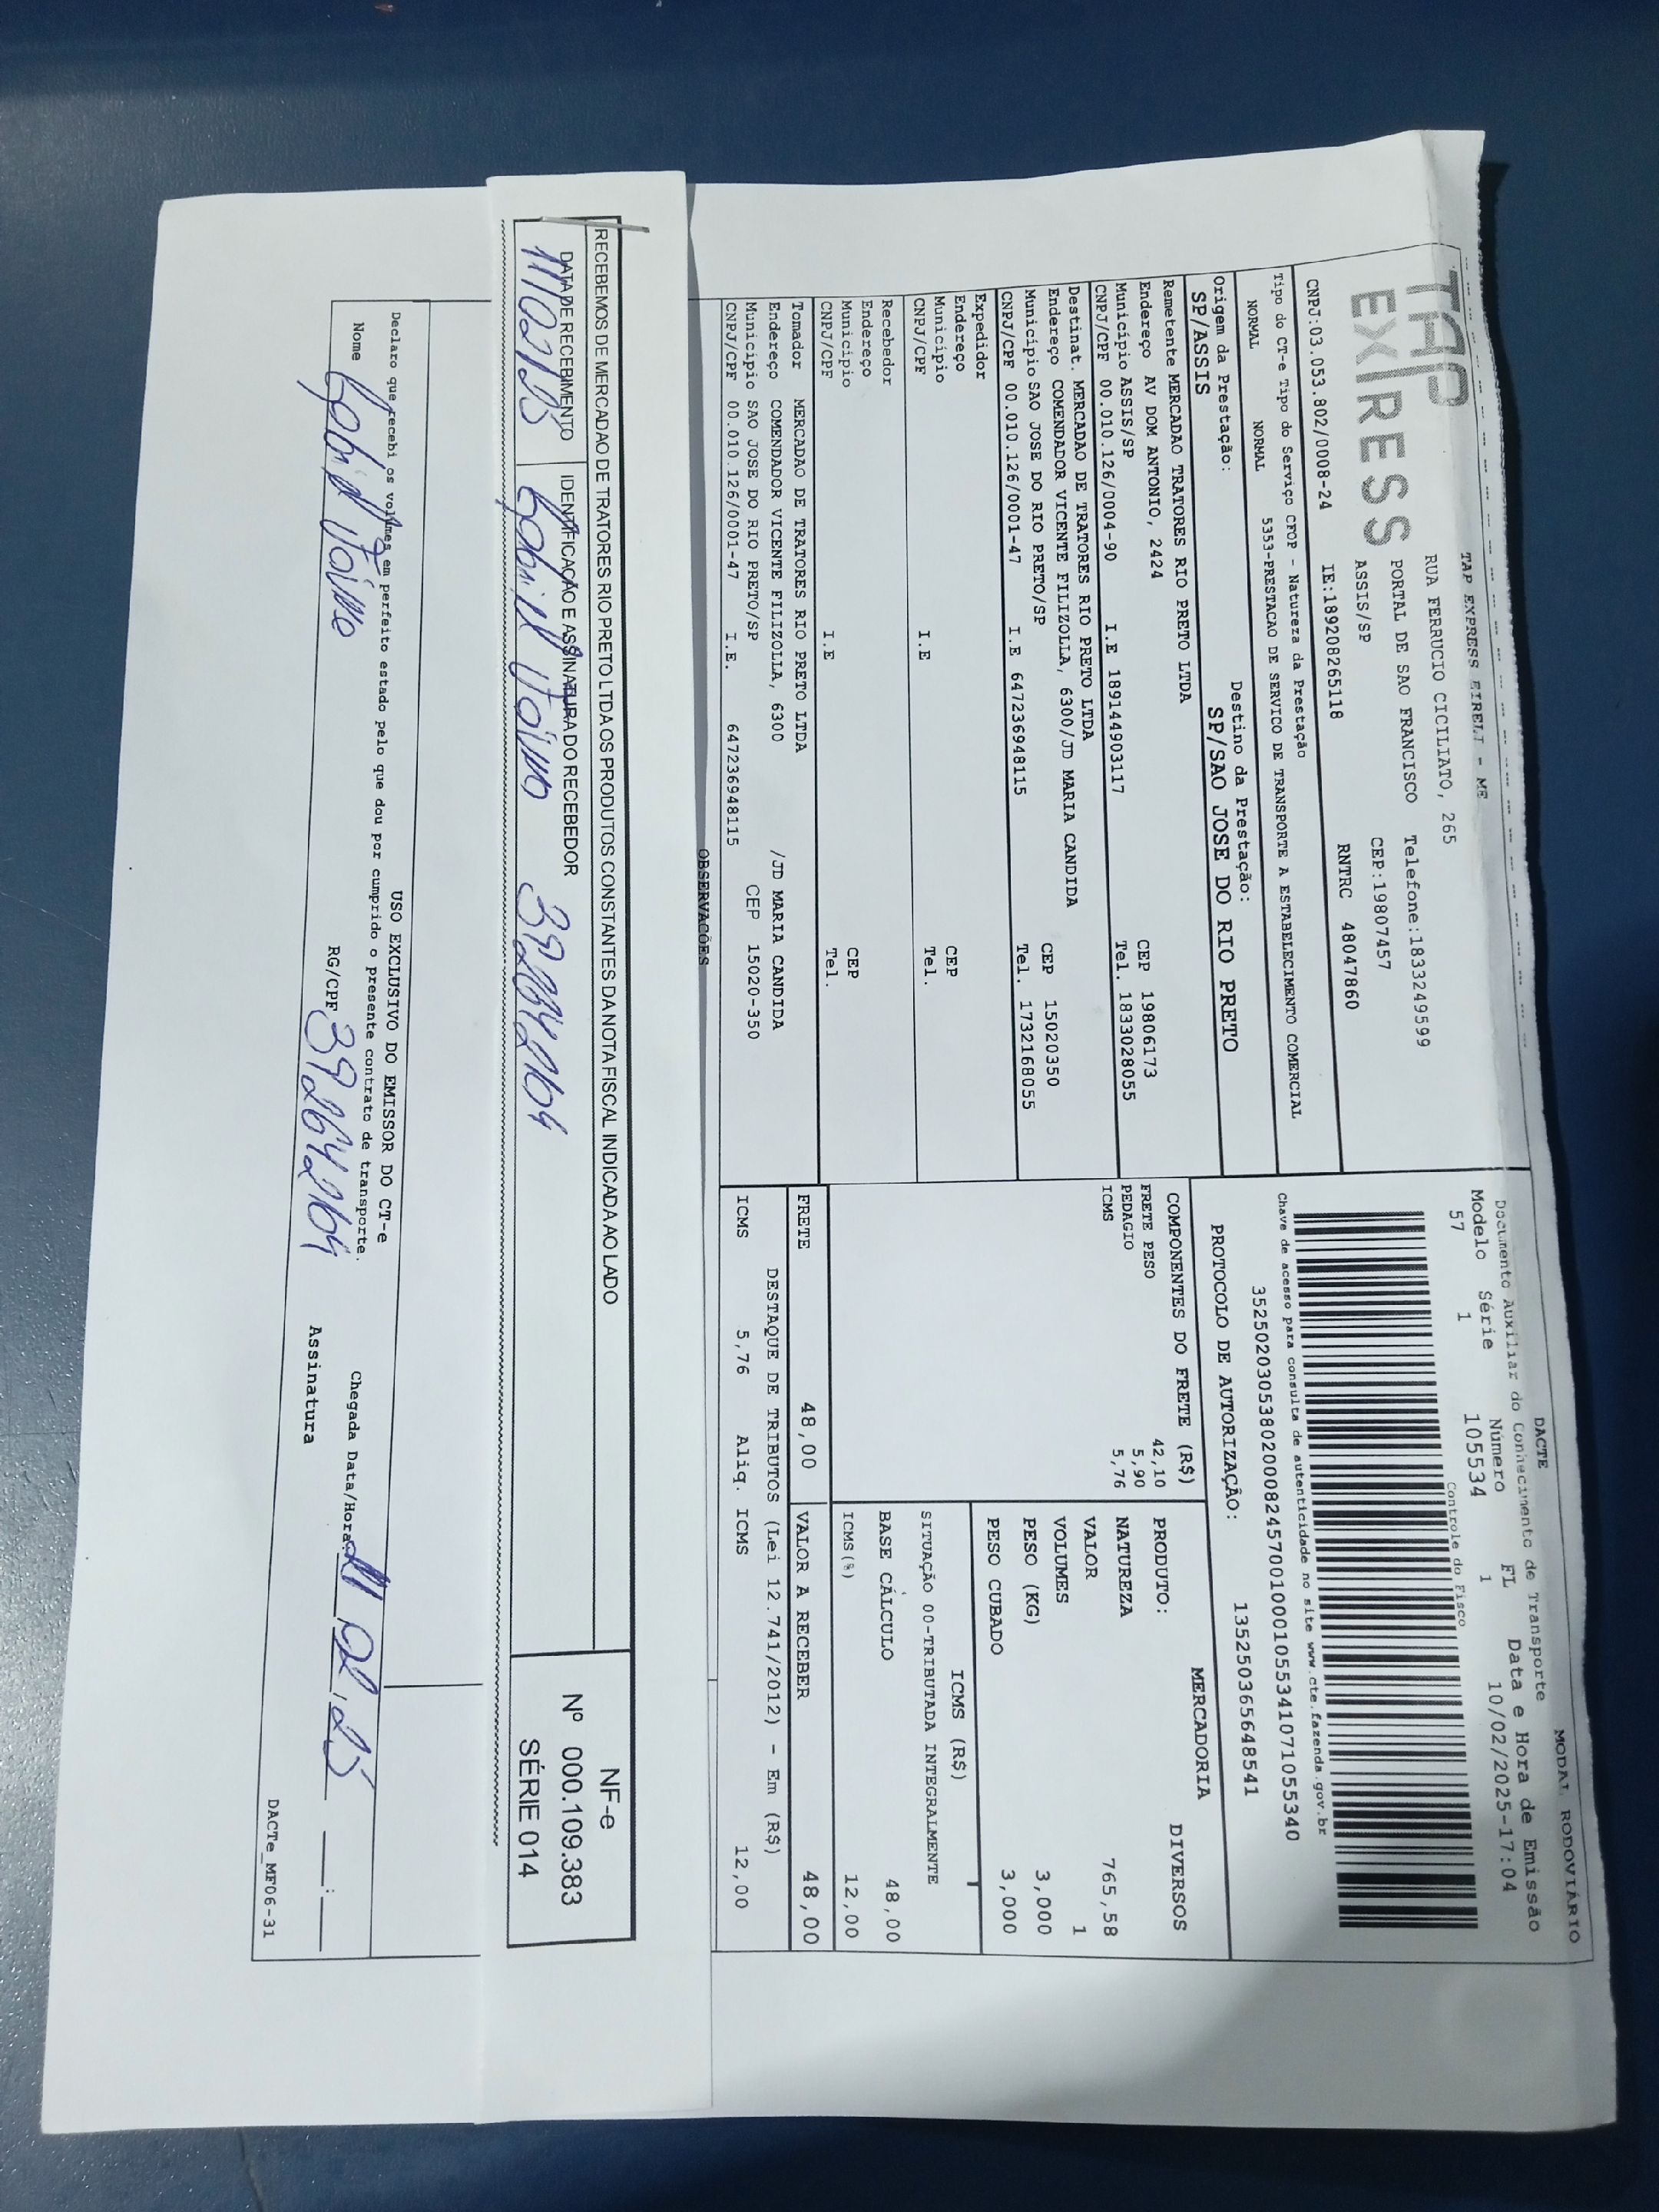 DACTE
MODAL RODOVIÁRIO
TAP EXPRESS
TAP EXPRESS EIRELI - ME
RUA FERRUCIO CICILIATO, 265
PORTAL DE SAO FRANCISCO Telefone:1833249599
ASSIS/SP CEP:19807457
CNPJ:03.053.802/0008-24 IE:189208265118 RNTRC 48047860
Documento Auxiliar do Conhecimento de Transporte
Modelo Série Número FL Data e Hora de Emissão
57 1 105534 1 10/02/2025-17:04
Controle do Fisco
Chave de acesso para consulta de autenticidade no site www.cte.fazenda.gov.br
35250203053802000824570010001055341071055340
PROTOCOLO DE AUTORIZAÇÃO: 135250365648541
Tipo do CT-e Tipo do Serviço CFOP - Natureza da Prestação
NORMAL NORMAL 5353-PRESTACAO DE SERVICO DE TRANSPORTE A ESTABELECIMENTO COMERCIAL
Origem da Prestação: Destino da Prestação:
SP/ASSIS SP/SAO JOSE DO RIO PRETO
Remetente MERCADAO TRATORES RIO PRETO LTDA
Endereço AV DOM ANTONIO, 2424 CEP 19806173
Município ASSIS/SP Tel. 1833028055
CNPJ/CPF 00.010.126/0004-90 I.E 189144903117
Destinat. MERCADAO DE TRATORES RIO PRETO LTDA
Endereço COMENDADOR VICENTE FILIZOLLA, 6300/JD MARIA CANDIDA
Município SAO JOSE DO RIO PRETO/SP CEP 15020350
CNPJ/CPF 00.010.126/0001-47 I.E 647236948115 Tel. 1732168055
Expedidor
Endereço
Município CEP
CNPJ/CPF I.E Tel.
Recebedor
Endereço
Município CEP
CNPJ/CPF I.E Tel.
Tomador MERCADAO DE TRATORES RIO PRETO LTDA
Endereço COMENDADOR VICENTE FILIZOLLA, 6300 /JD MARIA CANDIDA
Município SAO JOSE DO RIO PRETO/SP CEP 15020-350
CNPJ/CPF 00.010.126/0001-47 I.E. 647236948115
COMPONENTES DO FRETE (R$)
FRETE PESO 42,10
PEDAGIO 5,90
ICMS 5,76
MERCADORIA
PRODUTO: DIVERSOS
NATUREZA
VALOR 765,58
VOLUMES 1
PESO (KG) 3,000
PESO CUBADO 3,000
ICMS (R$)
SITUAÇÃO 00-TRIBUTADA INTEGRALMENTE
BASE CÁLCULO 48,00
ICMS(%) 12,00
FRETE 48,00 VALOR A RECEBER 48,00
DESTAQUE DE TRIBUTOS (Lei 12.741/2012) - Em (R$)
ICMS 5,76 Aliq. ICMS 12,00
OBSERVAÇÕES
RECEBEMOS DE MERCADAO DE TRATORES RIO PRETO LTDA OS PRODUTOS CONSTANTES DA NOTA FISCAL INDICADA AO LADO
DATA DE RECEBIMENTO IDENTIFICAÇÃO E ASSINATURA DO RECEBEDOR
11/02/25 392642164
NF-e
Nº 000.109.383
SÉRIE 014
USO EXCLUSIVO DO EMISSOR DO CT-e
Declaro que recebi os volumes em perfeito estado pelo que dou por cumprido o presente contrato de transporte.
Nome RG/CPF 392642164 Assinatura Chegada Data/Hora: 11/02/25 __:__
DACTe_MF06-31